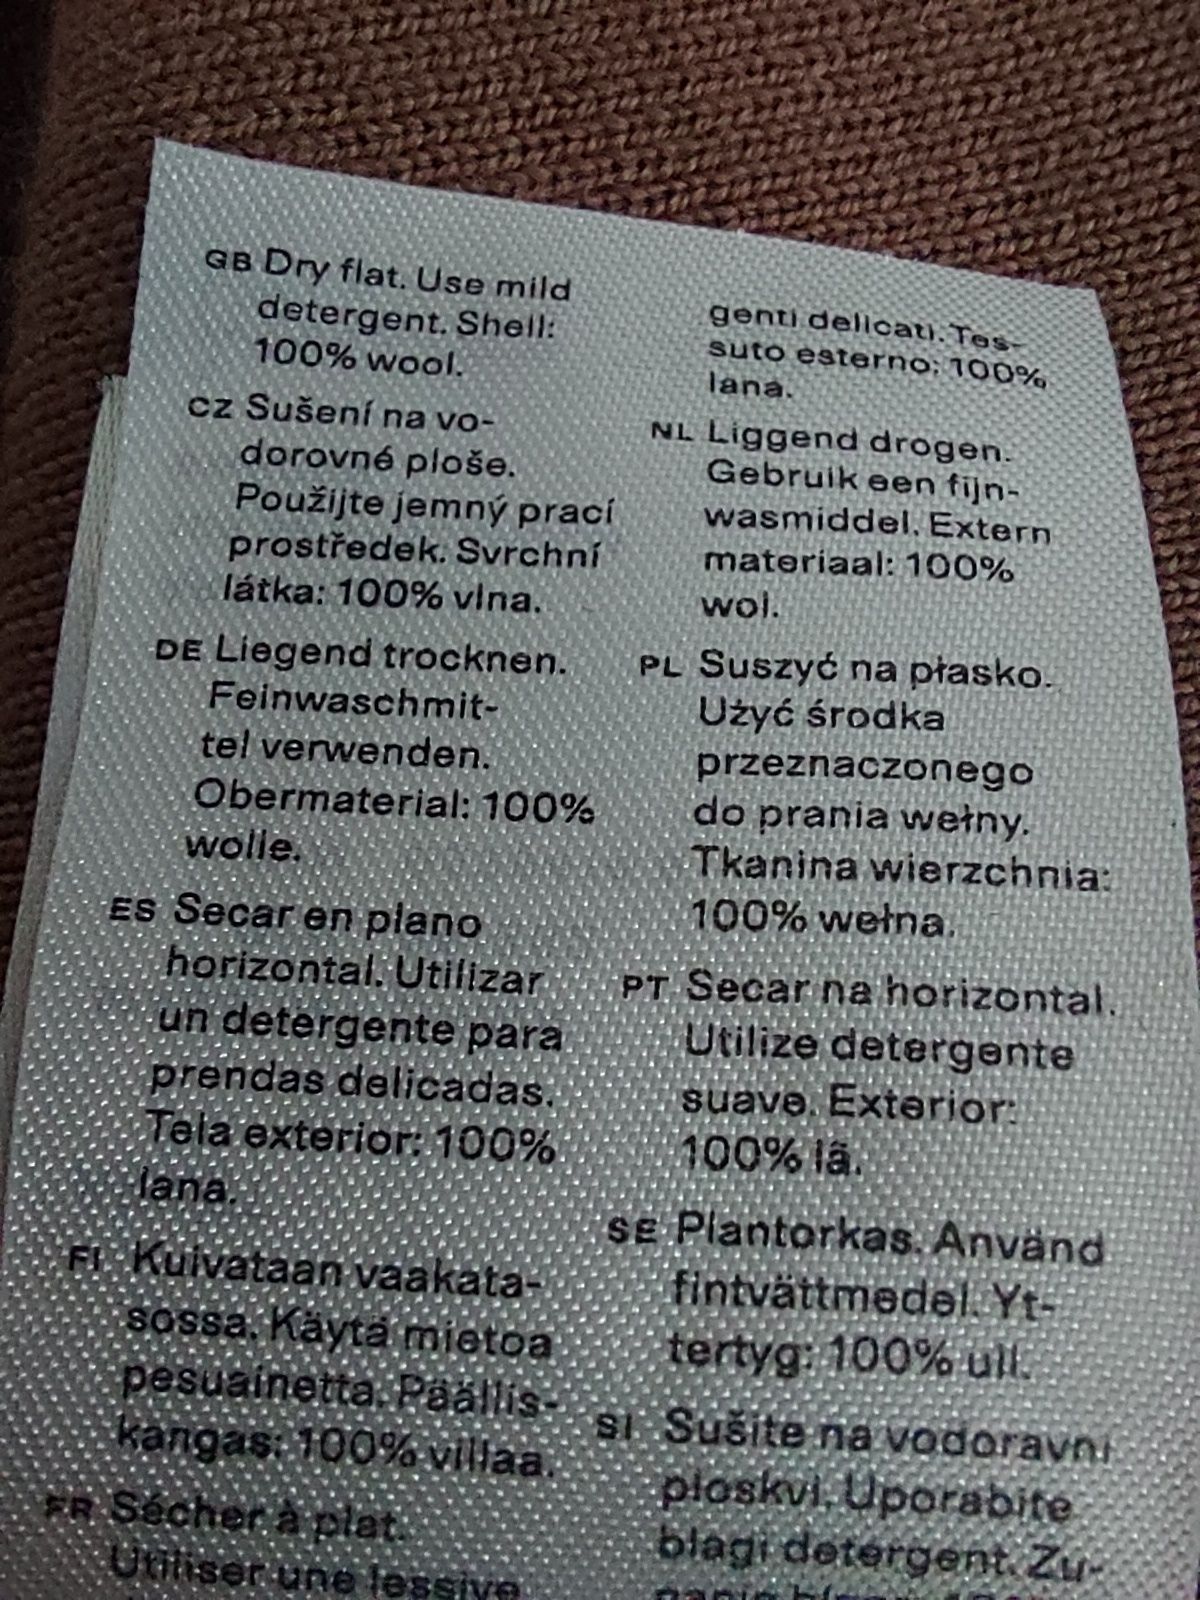 GB Dry flat. Use mild
detergent. Shell:
100% wool.
CZ Sušení na vo-
dorovné ploše.
Použijte jemný prací
prostředek. Svrchní
látka: 100% vlna.
DE Liegend trocknen.
Feinwaschmit-
tel verwenden.
Obermaterial: 100%
wolle.
ES Secar en plano
horizontal. Utilizar
un detergente para
prendas delicadas.
Tela exterior: 100%
lana.
FI Kuivataan vaakata-
sossa. Käytä mietoa
pesuainetta. Päällis-
kangas: 100% villaa.
FR Sécher à plat.
Utiliser une lessive
genti delicati. Tes-
suto esterno: 100%
lana.
NL Liggend drogen.
Gebruik een fijn-
wasmiddel. Extern
materiaal: 100%
wol.
PL Suszyć na płasko.
Użyć środka
przeznaczonego
do prania wełny.
Tkanina wierzchnia:
100% wełna.
PT Secar na horizontal.
Utilize detergente
suave. Exterior:
100% lã.
SE Plantorkas. Använd
fintvättmedel. Yt-
tertyg: 100% ull.
SI Sušite na vodoravni
ploskvi. Uporabite
blagi detergent. Zu-